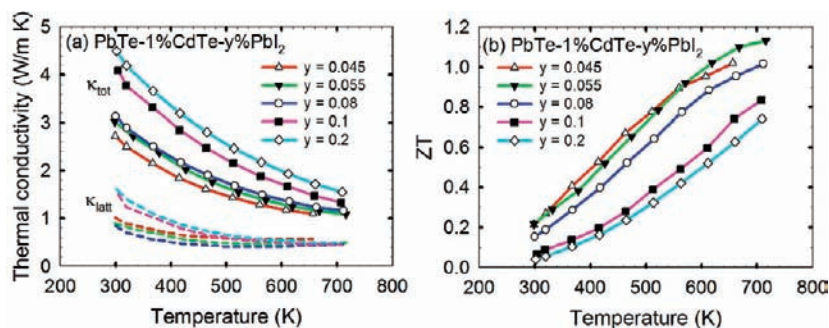 (a) PbTe-1%CdTe-y%PbI₂
Thermal conductivity (W/m K)
5
4
3
2
1
0
κtot
κlatt
y = 0.045
y = 0.055
y = 0.08
y = 0.1
y = 0.2
200 300 400 500 600 700 800
Temperature (K)
(b) PbTe-1%CdTe-y%PbI₂
ZT
1.2
1.0
0.8
0.6
0.4
0.2
0.0
y = 0.045
y = 0.055
y = 0.08
y = 0.1
y = 0.2
200 300 400 500 600 700 800
Temperature (K)